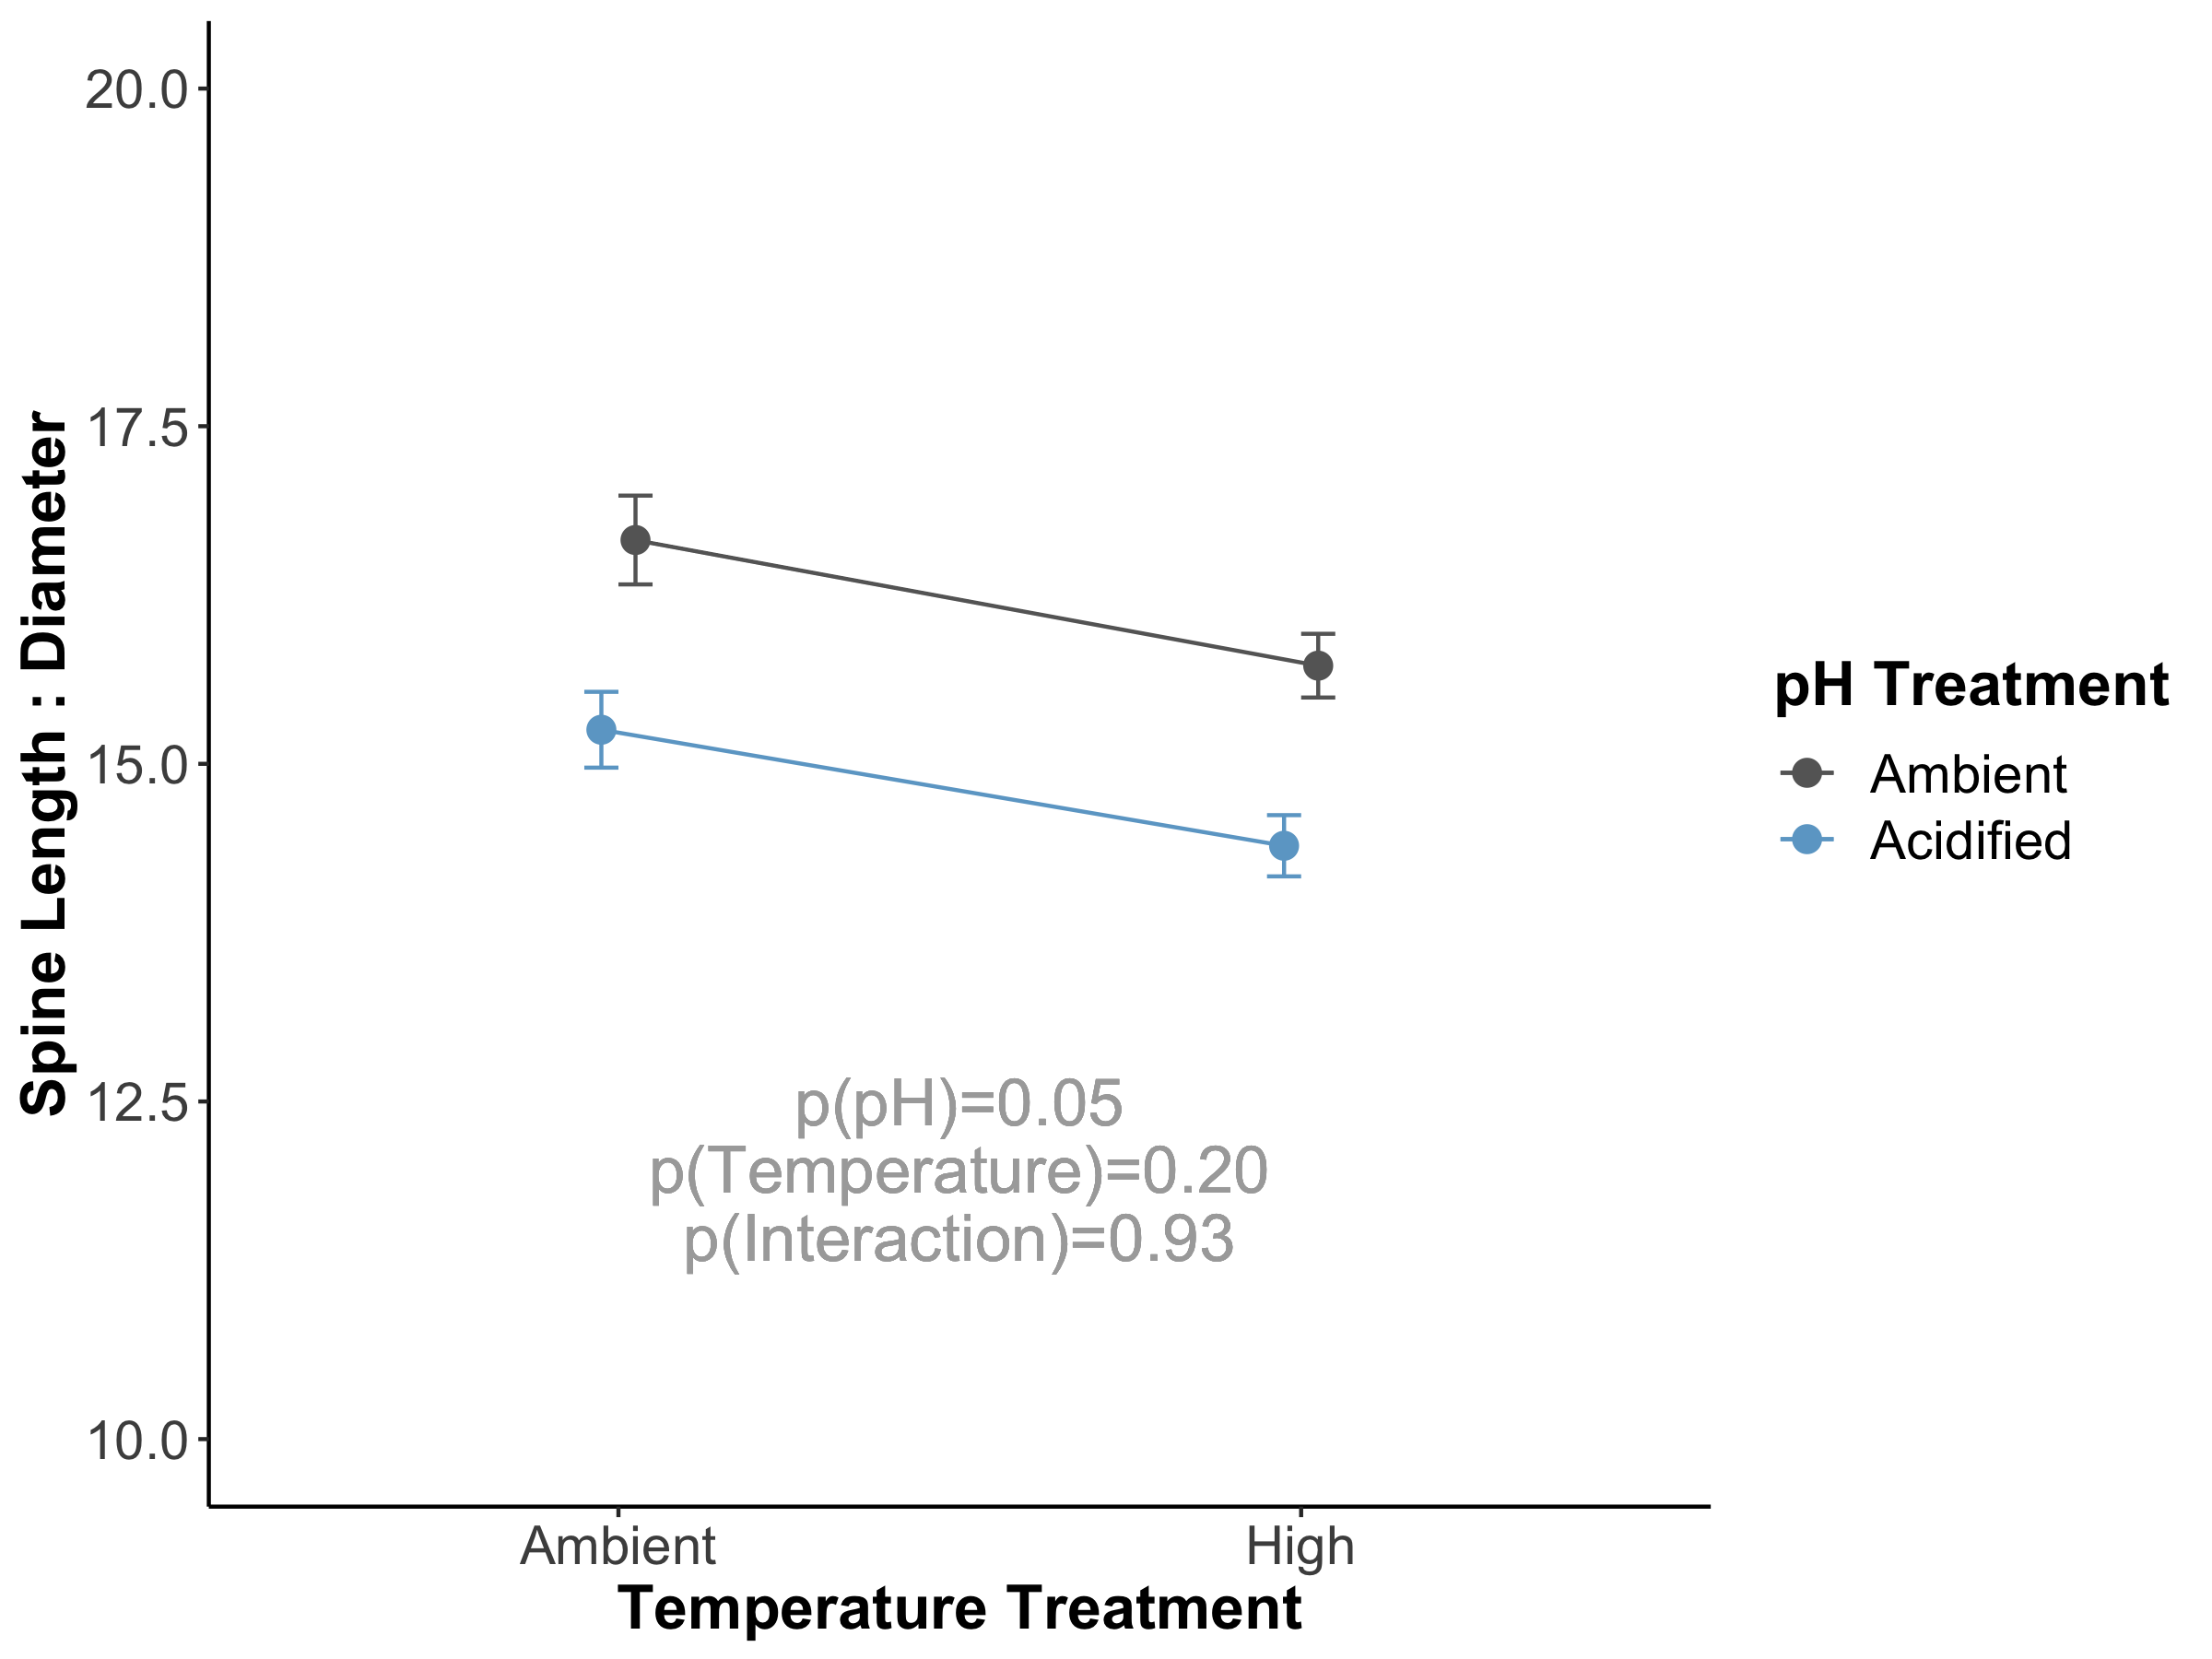 20.0
17.5
15.0
12.5
10.0
Spine Length : Diameter
p(pH)=0.05
p(Temperature)=0.20
p(Interaction)=0.93
Ambient
High
Temperature Treatment
pH Treatment
Ambient
Acidified